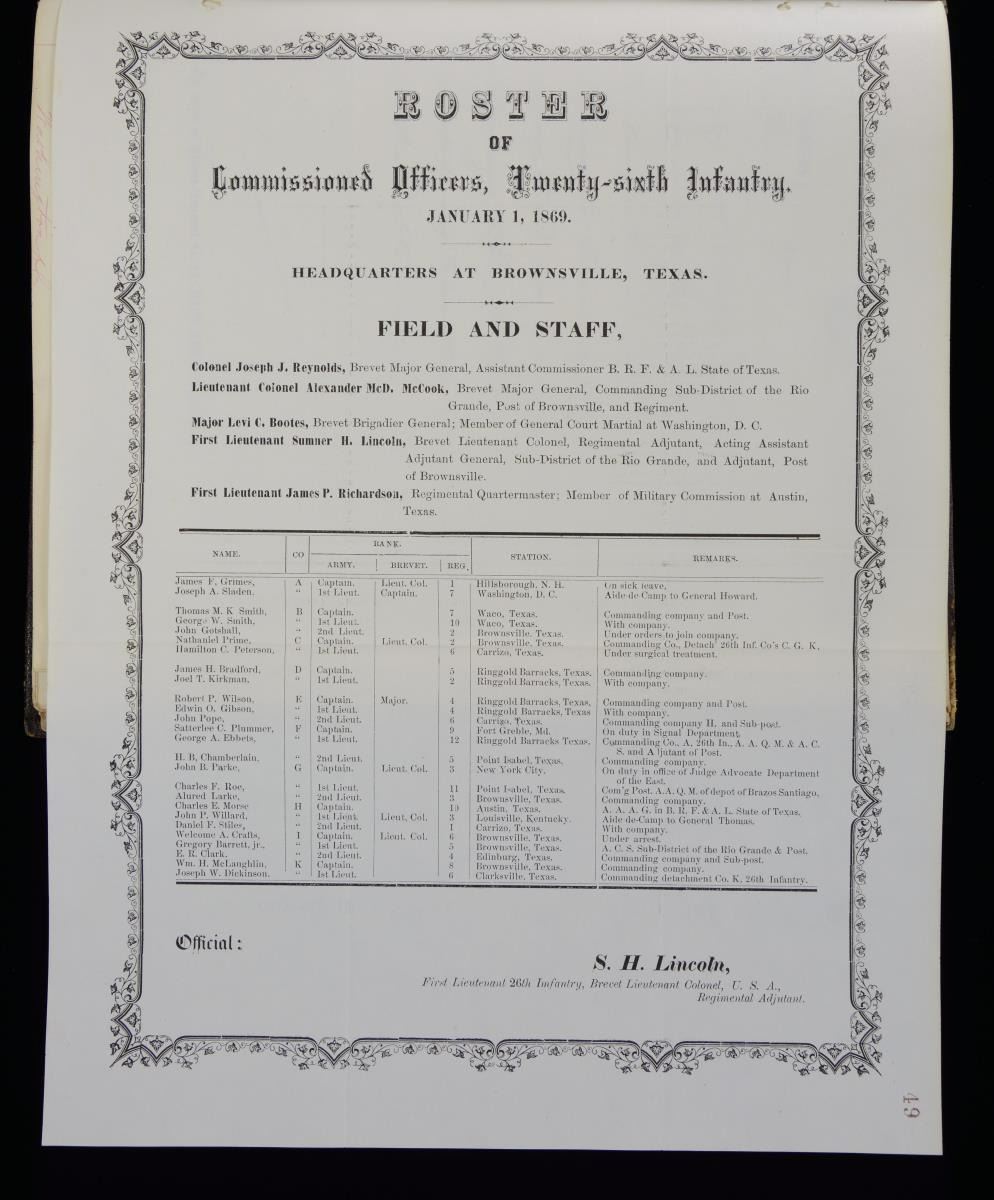 ROSTER
OF
Commissioned Officers, Twenty-sixth Infantry.
JANUARY 1, 1869.
HEADQUARTERS AT BROWNSVILLE, TEXAS.
FIELD AND STAFF,
Colonel Joseph J. Reynolds, Brevet Major General, Assistant Commissioner B. R. F. & A. L. State of Texas.
Lieutenant Colonel Alexander McD. McCook, Brevet Major General, Commanding Sub-District of the Rio
Grande, Post of Brownsville, and Regiment.
Major Levi C. Bootes, Brevet Brigadier General; Member of General Court Martial at Washington, D. C.
First Lieutenant Sumner H. Lincoln, Brevet Lieutenant Colonel, Regimental Adjutant, Acting Assistant
Adjutant General, Sub-District of the Rio Grande, and Adjutant, Post
of Brownsville.
First Lieutenant James P. Richardson, Regimental Quartermaster; Member of Military Commission at Austin,
Texas.
NAME. CO RANK. STATION. REMARKS.
ARMY. BREVET. REG.
James F. Grimes, A Captain. Lieut. Col. 1 Hillsborough, N. H. On sick leave.
Joseph A. Sladen, “ 1st Lieut. Captain. 7 Washington, D. C. Aide-de-Camp to General Howard.
Thomas M. K Smith, B Captain. 7 Waco, Texas. Commanding company and Post.
George W. Smith, “ 1st Lieut. 10 Waco, Texas. With company.
John Gotshall, “ 2nd Lieut. 2 Brownsville, Texas. Under orders to join company.
Nathaniel Prime, C Captain. Lieut. Col. 2 Brownsville, Texas. Commanding Co., Detach' 26th Inf. Co's C. G. K,
Hamilton C. Peterson, “ 1st Lieut. 6 Carrizo, Texas. Under surgical treatment.
James H. Bradford, D Captain. 5 Ringgold Barracks, Texas. Commanding company.
Joel T. Kirkman, “ 1st Lieut. 2 Ringgold Barracks, Texas. With company.
Robert P. Wilson, E Captain. Major. 4 Ringgold Barracks, Texas, Commanding company and Post.
Edwin O. Gibson, “ 1st Lieut. 4 Ringgold Barracks, Texas With company.
John Pope, “ 2nd Lieut. 6 Carrizo, Texas. Commanding company H, and Sub-post.
Satterlee C. Plummer, F Captain. 9 Fort Greble, Md. On duty in Signal Department,
George A. Ebbets, “ 1st Lieut. 12 Ringgold Barracks Texas. Commanding Co., A, 26th In., A. A. Q. M. & A. C.
S. and A ljutant of Post.
H. B, Chamberlain. “ 2nd Lieut. 5 Point Isabel, Texas. Commanding company.
John B. Parke, G Captain. Lieut. Col. 3 New York City, On duty in office of Judge Advocate Department
of the East.
Charles F. Roe, “ 1st Lieut. 11 Point Isabel, Texas. Com'g Post. A.A.Q. M. of depot of Brazos Santiago,
Alured Larke, “ 2nd Lieut. 3 Brownsville, Texas. Commanding company.
Charles E. Morse H Captain. 10 Austin, Texas. A. A. A. G. in B. R. F. & A. L. State of Texas,
John P. Willard, “ 1st Lieut. Lieut, Col. 3 Louisville, Kentucky. Aide-de-Camp to General Thomas.
Daniel F. Stiles, “ 2nd Lieut. 1 Carrizo, Texas. With company.
Welcome A. Crafts, I Captain. Lieut. Col. 6 Brownsville, Texas. Under arrest.
Gregory Barrett, jr., “ 1st Lieut. 5 Brownsville, Texas. A. C. S. Sub-District of the Rio Grande & Post.
E. R. Clark. “ 2nd Lieut. 4 Edinburg, Texas. Commanding company and Sub-post.
Wm. H. McLaughlin, K Captain. 8 Brownsville, Texas. Commanding company.
Joseph W. Dickinson. “ 1st Lieut. 6 Clarksville, Texas. Commanding detachment Co. K, 26th Infantry.
Official:
S. H. Lincoln,
First Lieutenant 26th Infantry, Brevet Lieutenant Colonel, U. S. A.,
Regimental Adjutant.
49